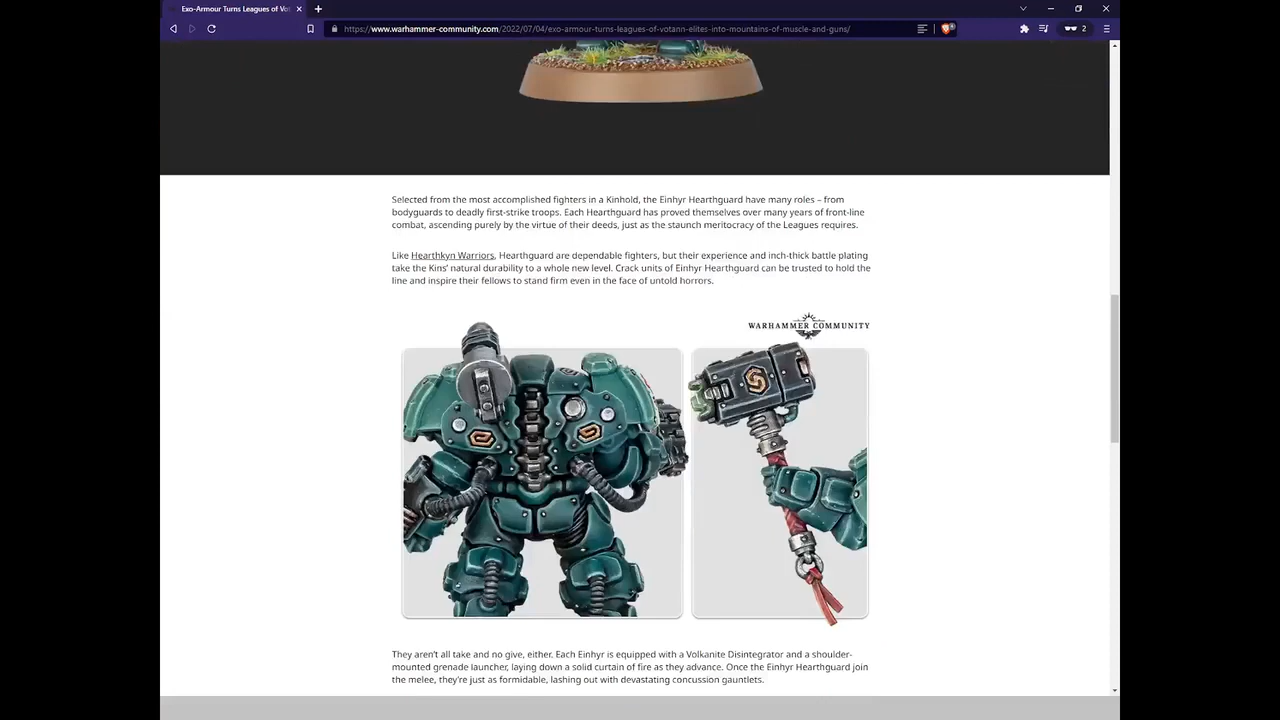 Exo-Armour Turns Leagues of Vot
https://www.warhammer-community.com/2022/07/04/exo-armour-turns-leagues-of-votann-elites-into-mountains-of-muscle-and-guns/
2
Selected from the most accomplished fighters in a Kinhold, the Einhyr Hearthguard have many roles – from
bodyguards to deadly first-strike troops. Each Hearthguard has proved themselves over many years of front-line
combat, ascending purely by the virtue of their deeds, just as the staunch meritocracy of the Leagues requires.
Like Hearthkyn Warriors, Hearthguard are dependable fighters, but their experience and inch-thick battle plating
take the Kins’ natural durability to a whole new level. Crack units of Einhyr Hearthguard can be trusted to hold the
line and inspire their fellows to stand firm even in the face of untold horrors.
WARHAMMER COMMUNITY
They aren’t all take and no give, either. Each Einhyr is equipped with a Volkanite Disintegrator and a shoulder-
mounted grenade launcher, laying down a solid curtain of fire as they advance. Once the Einhyr Hearthguard join
the melee, they’re just as formidable, lashing out with devastating concussion gauntlets.